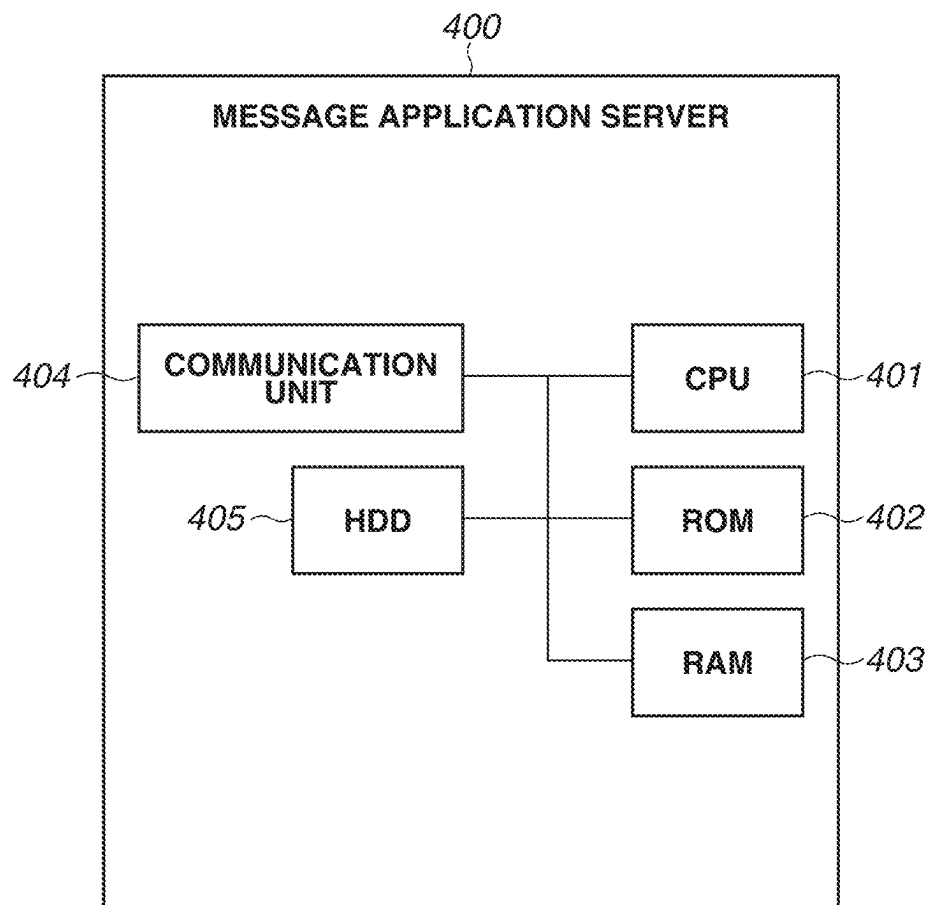 400
MESSAGE APPLICATION SERVER
404
COMMUNICATION
UNIT
CPU
401
405
HDD
ROM
402
RAM
403